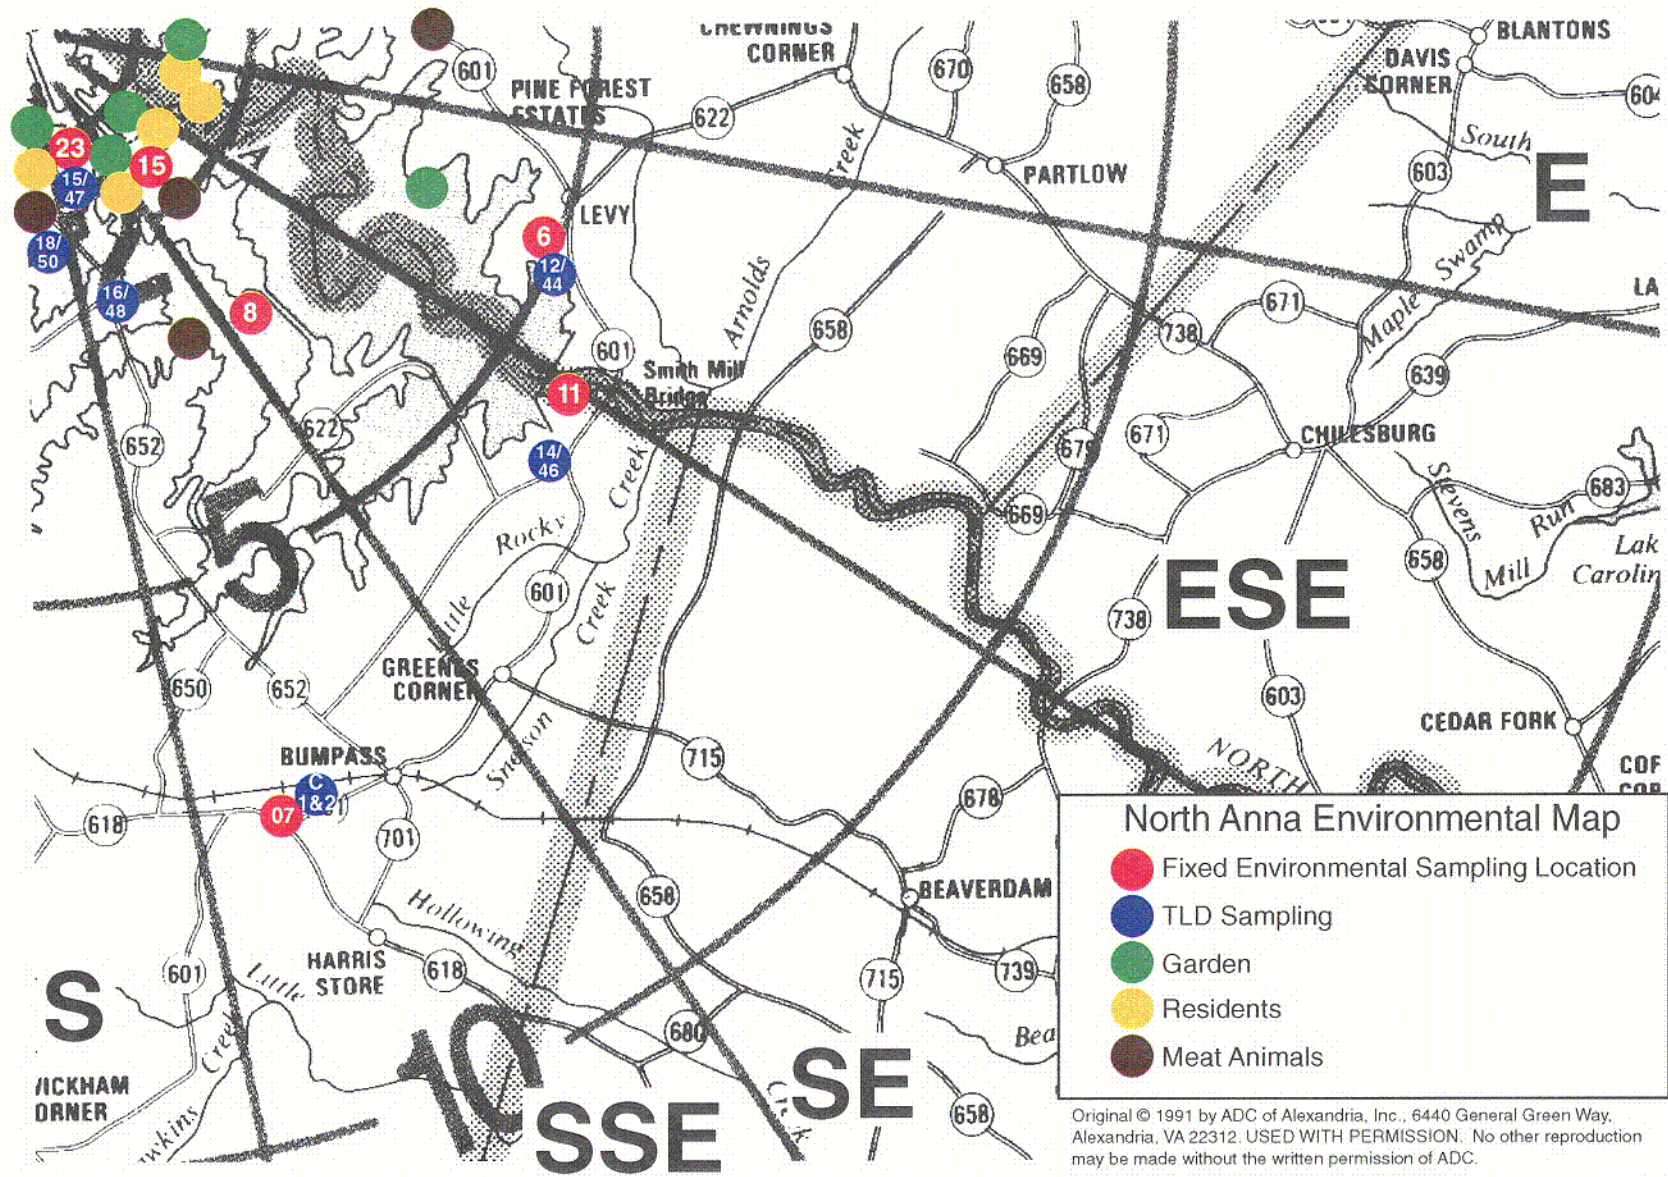 CORNER
BLANTONS
DAVIS
CORNER
601
670
658
604
PINE FOREST
ESTATES
622
South
Creek
PARTLOW
603
E
23
15
15/
47
LEVY
6
12/
44
18/
50
16/
48
8
Arnolds
658
Maple Swamp
671
738
LA
601
669
639
Smith Mill
Bridge
11
622
652
14/
46
671
679
CHILESBURG
Creek
Stevens
683
5
Rocky
669
Run
Lak
Carolin
658
Mill
ESE
601
Creek
Little
738
GREENES
CORNER
650
652
603
CEDAR FORK
BUMPASS
715
NORTH
COF
C
1&2
07
618
678
701
North Anna Environmental Map
Fixed Environmental Sampling Location
TLD Sampling
Garden
Residents
Meat Animals
BEAVERDAM
658
Hollowing
HARRIS
STORE
618
601
Little
715
739
S
Creek
10
680
Bea
SE
SSE
658
Original © 1991 by ADC of Alexandria, Inc., 6440 General Green Way,
Alexandria, VA 22312. USED WITH PERMISSION. No other reproduction
may be made without the written permission of ADC.